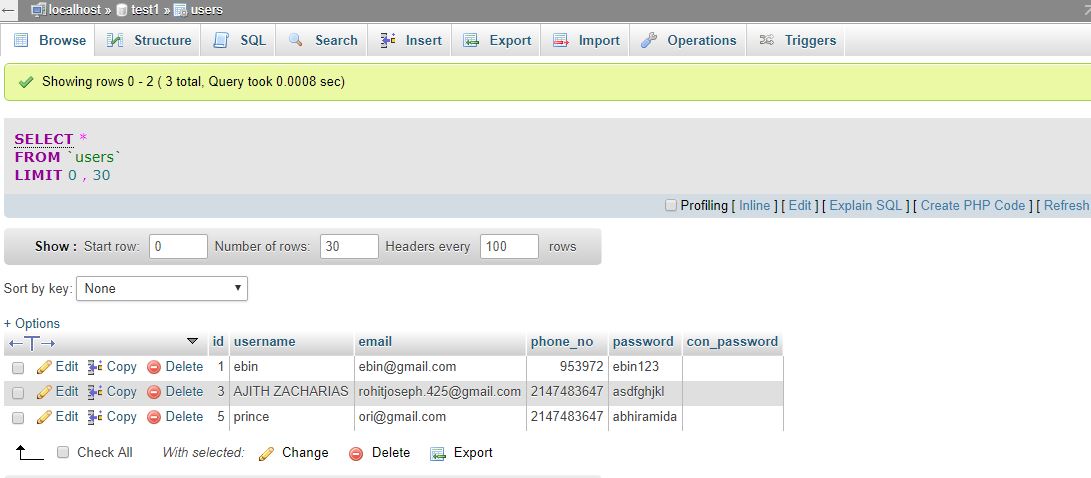 localhost » test1 » users
Browse Structure SQL Search Insert Export Import Operations Triggers
Showing rows 0 - 2 ( 3 total, Query took 0.0008 sec)
SELECT *
FROM `users`
LIMIT 0 , 30
Profiling [ Inline ] [ Edit ] [ Explain SQL ] [ Create PHP Code ] [ Refresh
Show : Start row: 0 Number of rows: 30 Headers every 100 rows
Sort by key: None
+ Options
id username email phone_no password con_password
Edit Copy Delete 1 ebin ebin@gmail.com 953972 ebin123
Edit Copy Delete 3 AJITH ZACHARIAS rohitjoseph.425@gmail.com 2147483647 asdfghjkl
Edit Copy Delete 5 prince ori@gmail.com 2147483647 abhiramida
Check All With selected: Change Delete Export